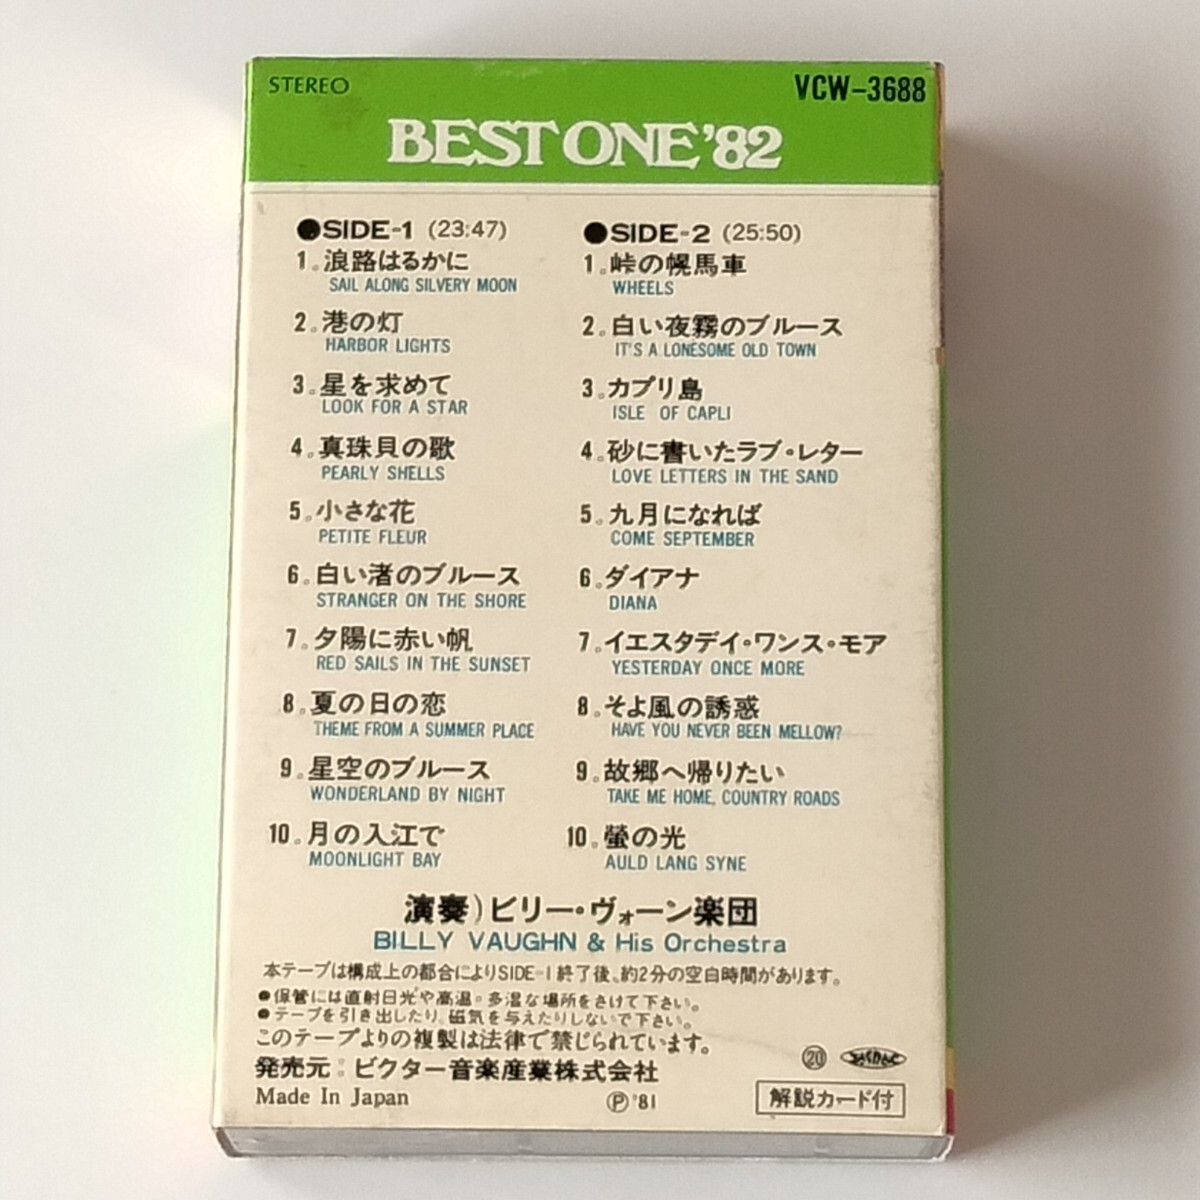 STEREO
VCW-3688
BEST ONE '82
●SIDE-1 (23:47)
1。浪路はるかに
SAIL ALONG SILVERY MOON
2。港の灯
HARBOR LIGHTS
3。星を求めて
LOOK FOR A STAR
4。真珠貝の歌
PEARLY SHELLS
5。小さな花
PETITE FLEUR
6。白い渚のブルース
STRANGER ON THE SHORE
7。夕陽に赤い帆
RED SAILS IN THE SUNSET
8。夏の日の恋
THEME FROM A SUMMER PLACE
9。星空のブルース
WONDERLAND BY NIGHT
10。月の入江で
MOONLIGHT BAY
●SIDE-2 (25:50)
1。峠の幌馬車
WHEELS
2。白い夜霧のブルース
IT'S A LONESOME OLD TOWN
3。カプリ島
ISLE OF CAPLI
4。砂に書いたラブ・レター
LOVE LETTERS IN THE SAND
5。九月になれば
COME SEPTEMBER
6。ダイアナ
DIANA
7。イエスタデイ・ワンス・モア
YESTERDAY ONCE MORE
8。そよ風の誘惑
HAVE YOU NEVER BEEN MELLOW?
9。故郷へ帰りたい
TAKE ME HOME, COUNTRY ROADS
10。螢の光
AULD LANG SYNE
演奏）ビリー・ヴォーン楽団
BILLY VAUGHN & His Orchestra
本テープは構成上の都合によりSIDE-1終了後、約2分の空白時間があります。
●保管には直射日光や高温・多湿な場所をさけて下さい。
●テープを引き出したり、磁気を与えたりしないで下さい。
このテープよりの複製は法律で禁じられています。
発売元：ビクター音楽産業株式会社
Made In Japan
Ⓟ '81
⑳
解説カード付